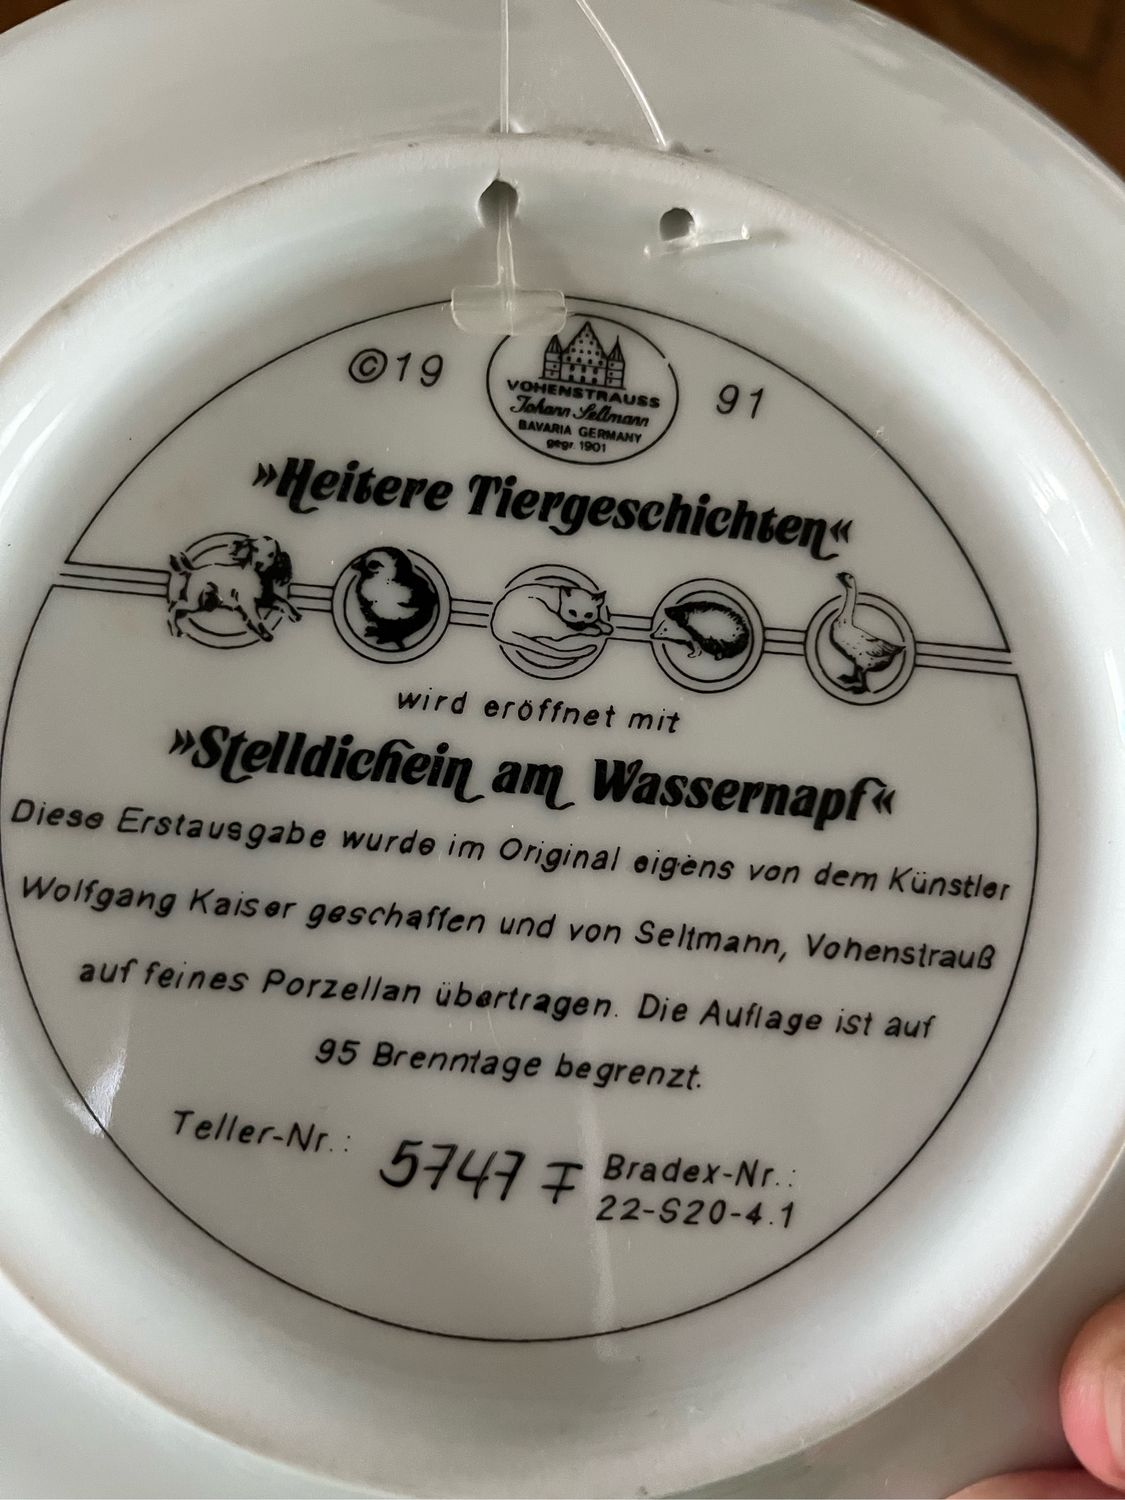 ©19 91
VOHENSTRAUSS
Johann Seltmann
BAVARIA GERMANY
gegr. 1901
»Heitere Tiergeschichten«
wird eröffnet mit
»Stelldichein am Wassernapf«
Diese Erstausgabe wurde im Original eigens von dem Künstler
Wolfgang Kaiser geschaffen und von Seltmann, Vohenstrauß
auf feines Porzellan übertragen. Die Auflage ist auf
95 Brenntage begrenzt.
Teller-Nr.: 5747 F Bradex-Nr.:
22-S20-4.1